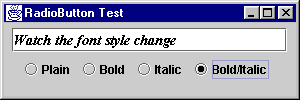 RadioButton Test
Watch the font style change
Plain Bold Italic Bold/Italic